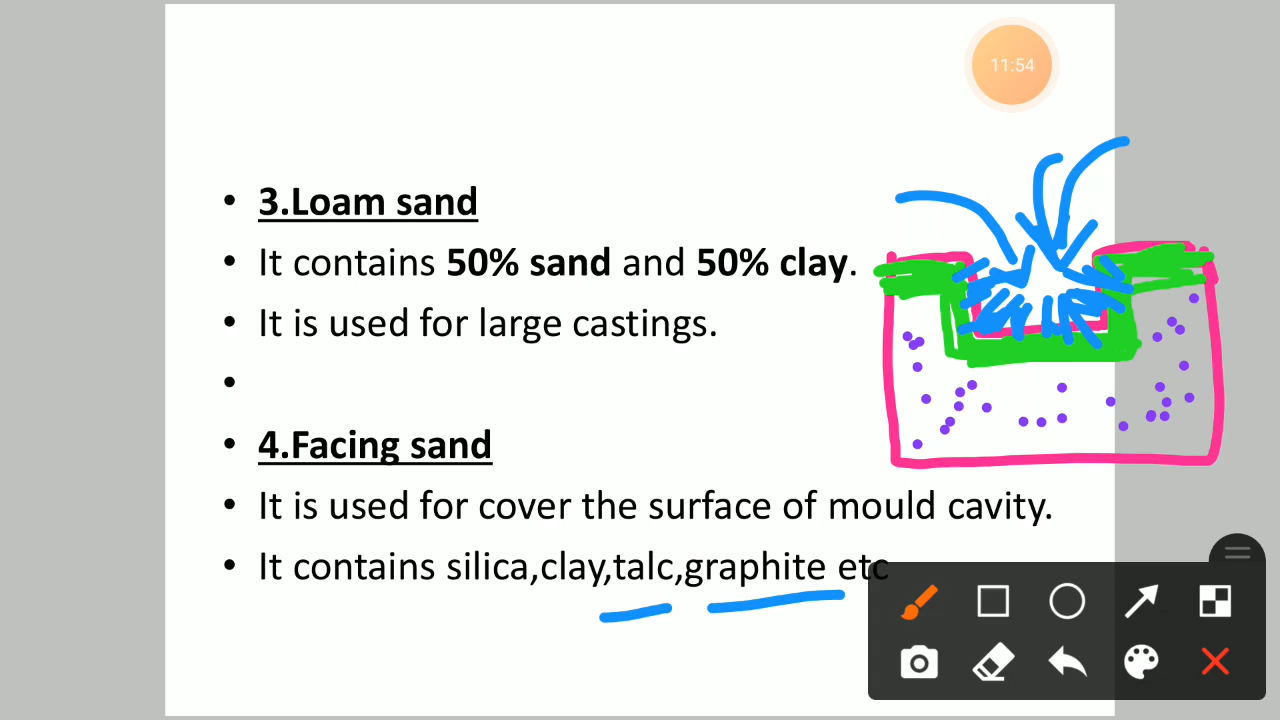 11:54
• 3.Loam sand
• It contains 50% sand and 50% clay.
• It is used for large castings.
•
• 4.Facing sand
• It is used for cover the surface of mould cavity.
• It contains silica,clay,talc,graphite etc